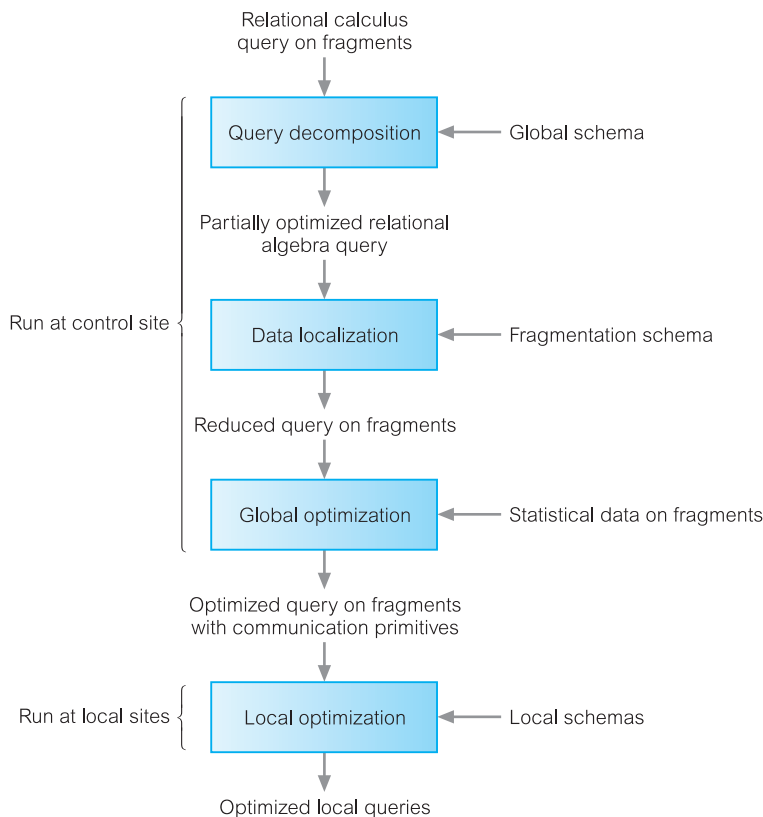 Relational calculus
query on fragments
Query decomposition
Global schema
Partially optimized relational
algebra query
Run at control site
Data localization
Fragmentation schema
Reduced query on fragments
Global optimization
Statistical data on fragments
Optimized query on fragments
with communication primitives
Run at local sites
Local optimization
Local schemas
Optimized local queries